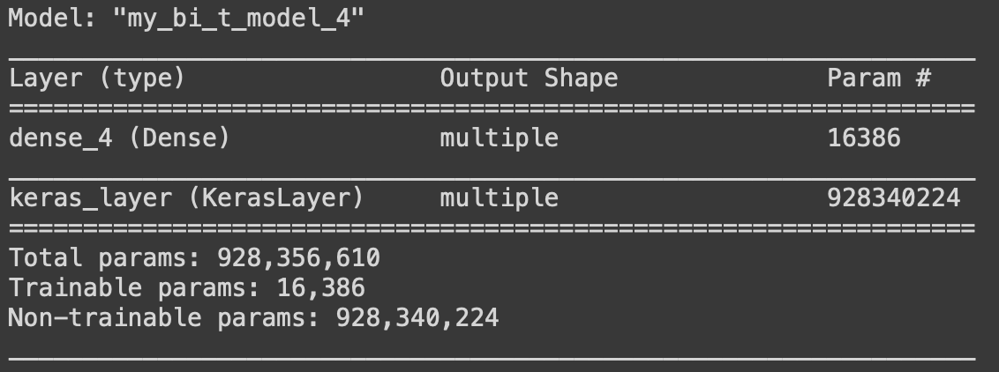 Model: "my_bi_t_model_4"
_________________________________________________________________
Layer (type)                 Output Shape              Param #
=================================================================
dense_4 (Dense)              multiple                  16386
_________________________________________________________________
keras_layer (KerasLayer)     multiple                  928340224
=================================================================
Total params: 928,356,610
Trainable params: 16,386
Non-trainable params: 928,340,224
_________________________________________________________________